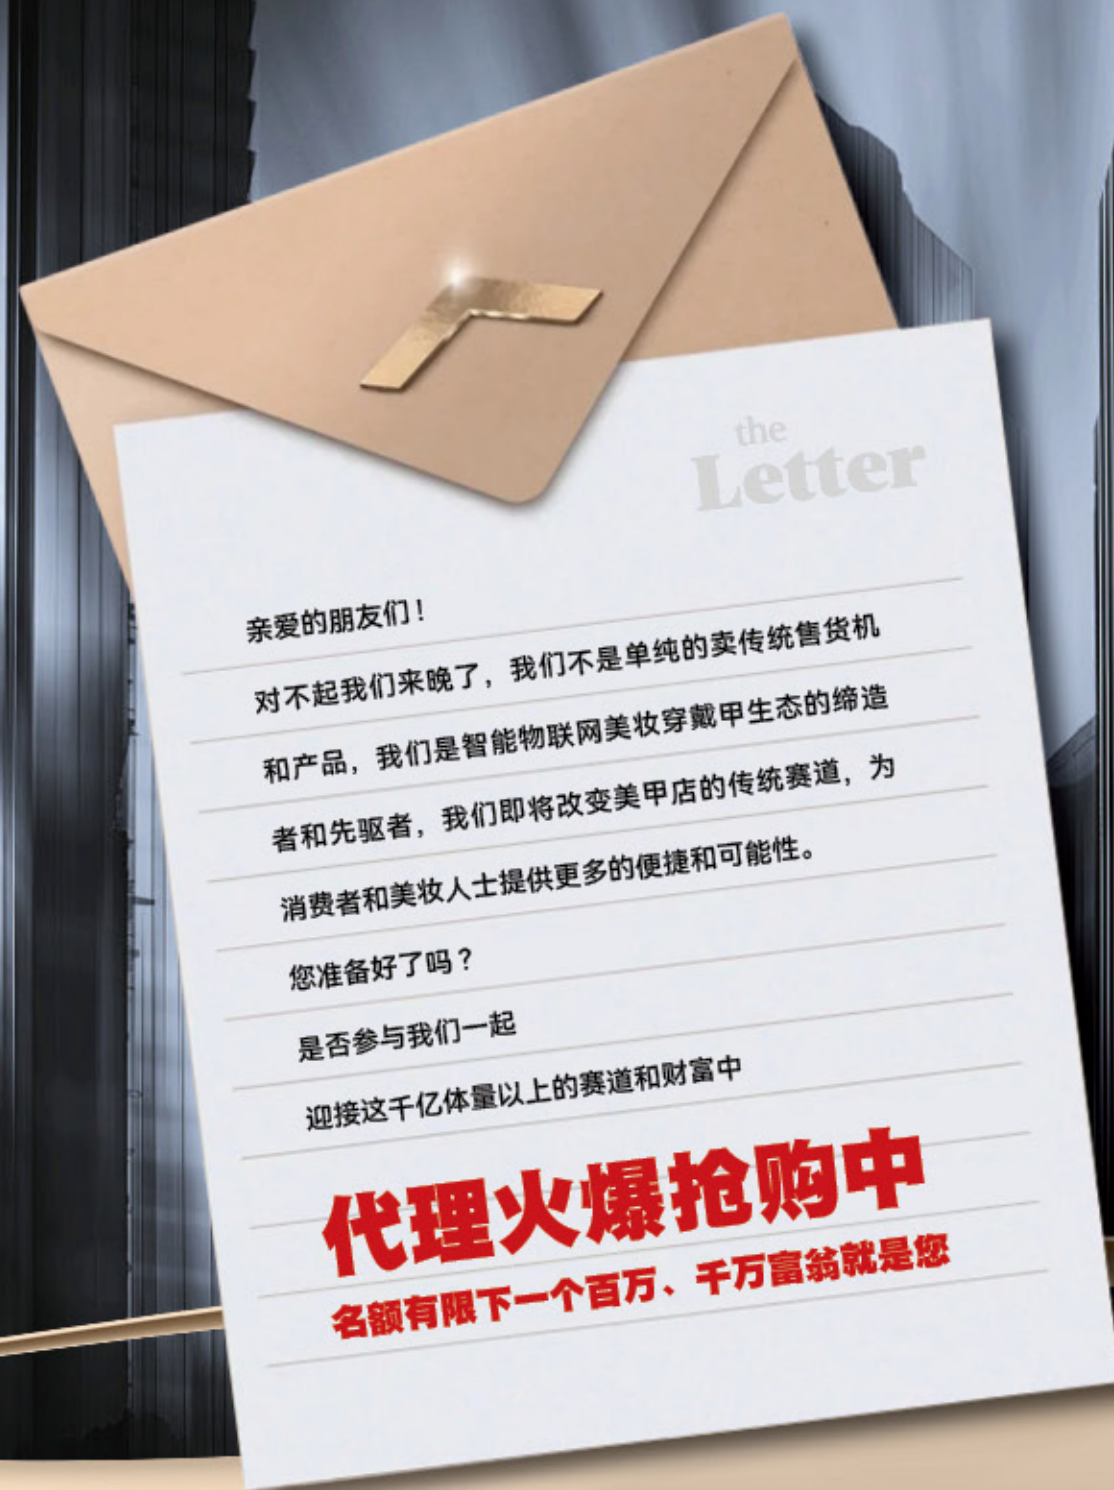 the
Letter
亲爱的朋友们！
对不起我们来晚了，我们不是单纯的卖传统售货机
和产品，我们是智能物联网美妆穿戴甲生态的缔造
者和先驱者，我们即将改变美甲店的传统赛道，为
消费者和美妆人士提供更多的便捷和可能性。
您准备好了吗？
是否参与我们一起
迎接这千亿体量以上的赛道和财富中
代理火爆抢购中
名额有限下一个百万、千万富翁就是您